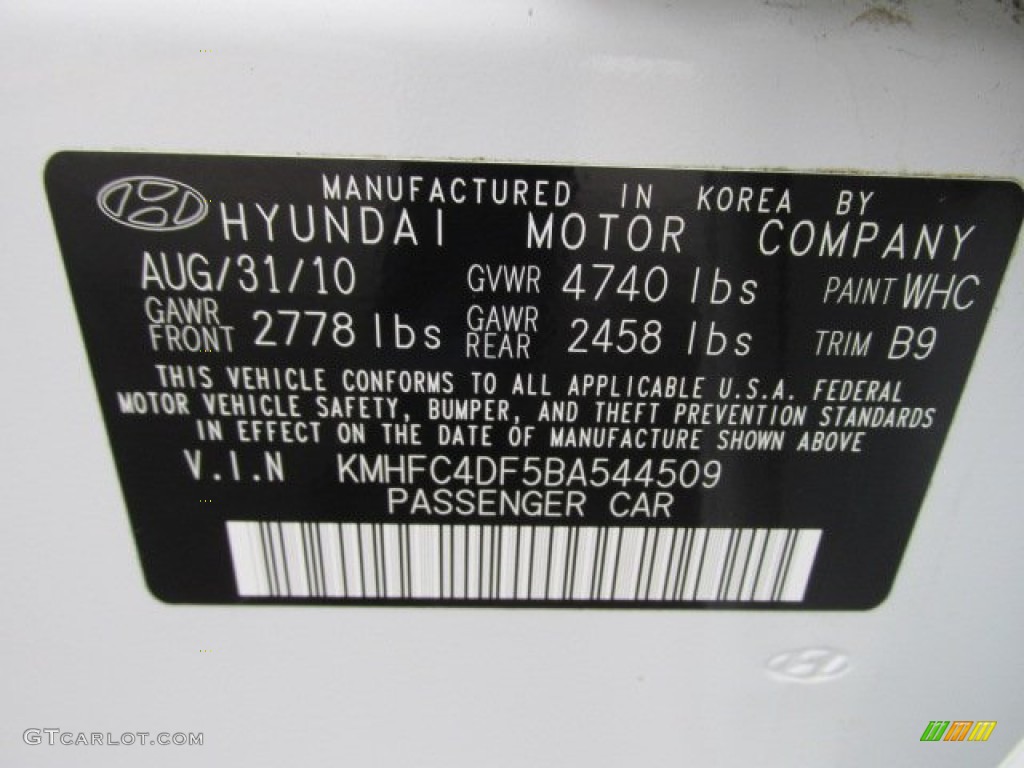 MANUFACTURED IN KOREA BY
HYUNDAI MOTOR COMPANY
AUG/31/10 GVWR 4740 lbs PAINT WHC
GAWR FRONT 2778 lbs GAWR REAR 2458 lbs TRIM B9
THIS VEHICLE CONFORMS TO ALL APPLICABLE U.S.A. FEDERAL
MOTOR VEHICLE SAFETY, BUMPER, AND THEFT PREVENTION STANDARDS
IN EFFECT ON THE DATE OF MANUFACTURE SHOWN ABOVE
V.I.N KMHFC4DF5BA544509
PASSENGER CAR
GTCARLOT.COM